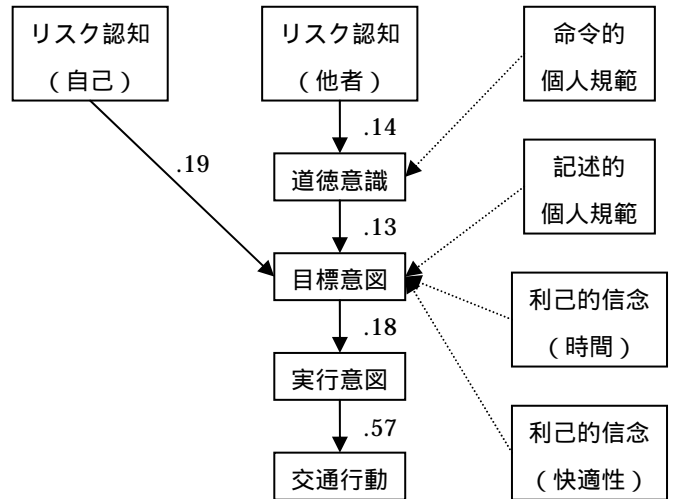 リスク認知
（自己）
リスク認知
（他者）
命令的
個人規範
.14
.19
道徳意識
記述的
個人規範
.13
目標意図
利己的信念
（時間）
.18
実行意図
.57
利己的信念
（快適性）
交通行動